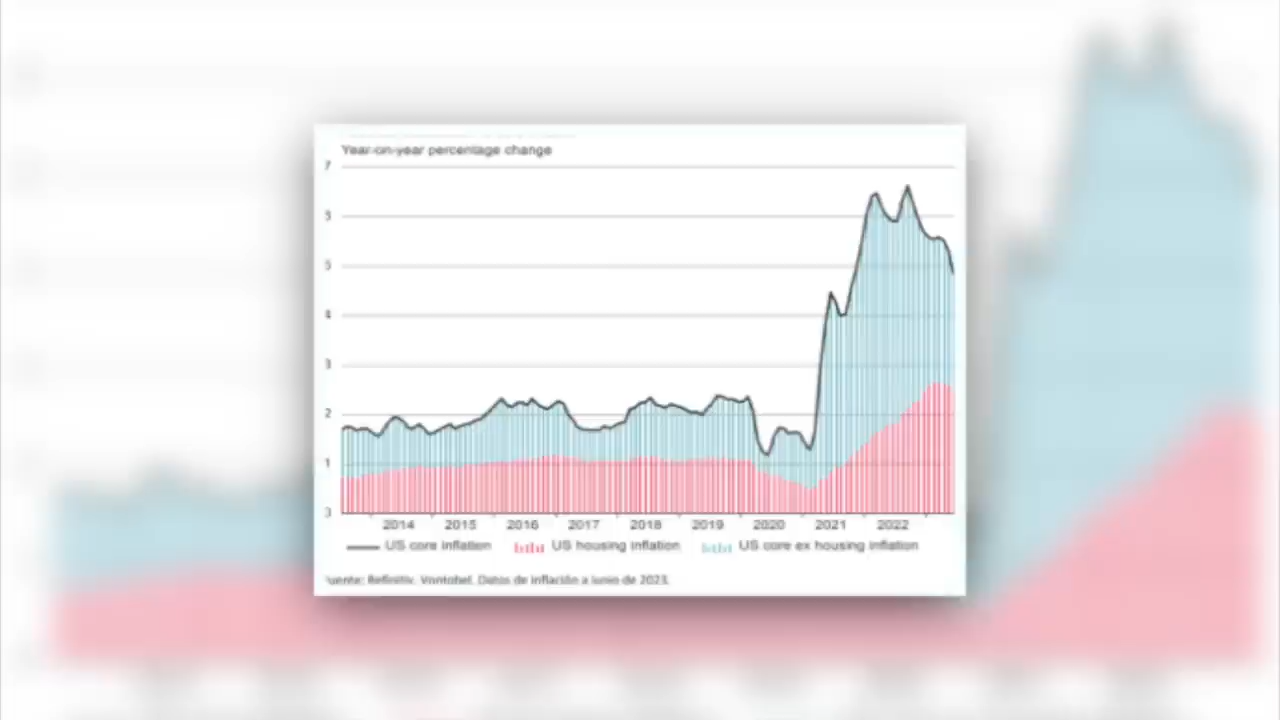 Year-on-year percentage change
7
6
5
4
3
2
1
2014 2015 2016 2017 2018 2019 2020 2021 2022
US core inflation US housing inflation US core ex housing inflation
uente: Refinitiv, Vontobel. Datos de inflación a junio de 2023.